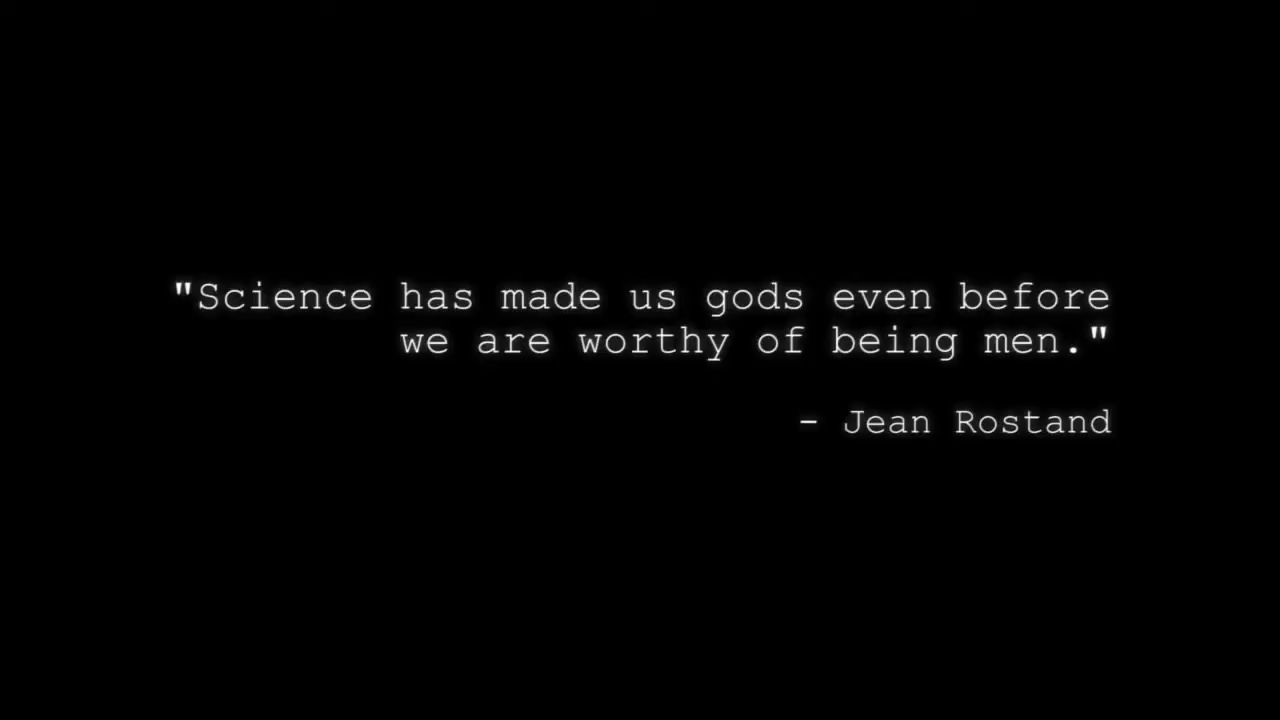 "Science has made us gods even before
we are worthy of being men."
- Jean Rostand